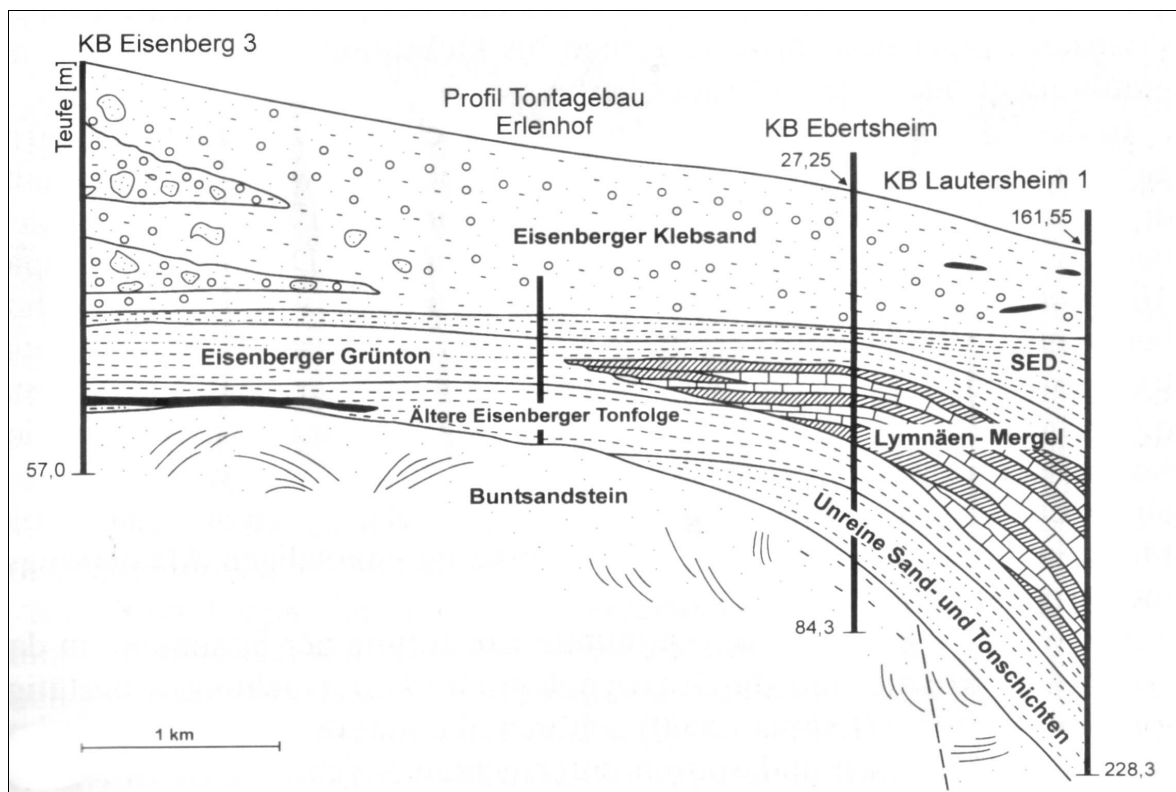 KB Eisenberg 3
Teufe [m]
Profil Tontagebau
Erlenhof
KB Ebertsheim
27,25
KB Lautersheim 1
161,55
Eisenberger Klebsand
Eisenberger Grünton
SED
Ältere Eisenberger Tonfolge
Lymnäen- Mergel
57,0
Buntsandstein
Unreine Sand- und Tonschichten
84,3
1 km
228,3